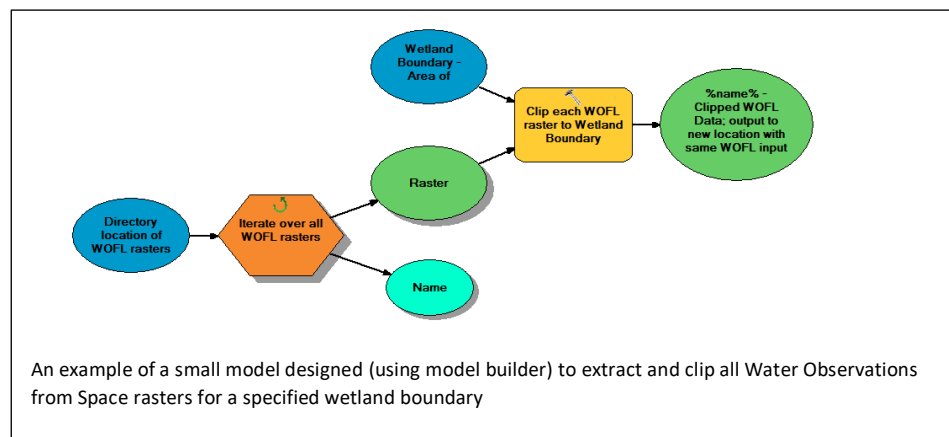 Wetland
Boundary -
Area of
Clip each WOFL
raster to Wetland
Boundary
%name% -
Clipped WOFL
Data; output to
new location with
same WOFL input
Raster
Directory
location of
WOFL rasters
Iterate over all
WOFL rasters
Name
An example of a small model designed (using model builder) to extract and clip all Water Observations
from Space rasters for a specified wetland boundary